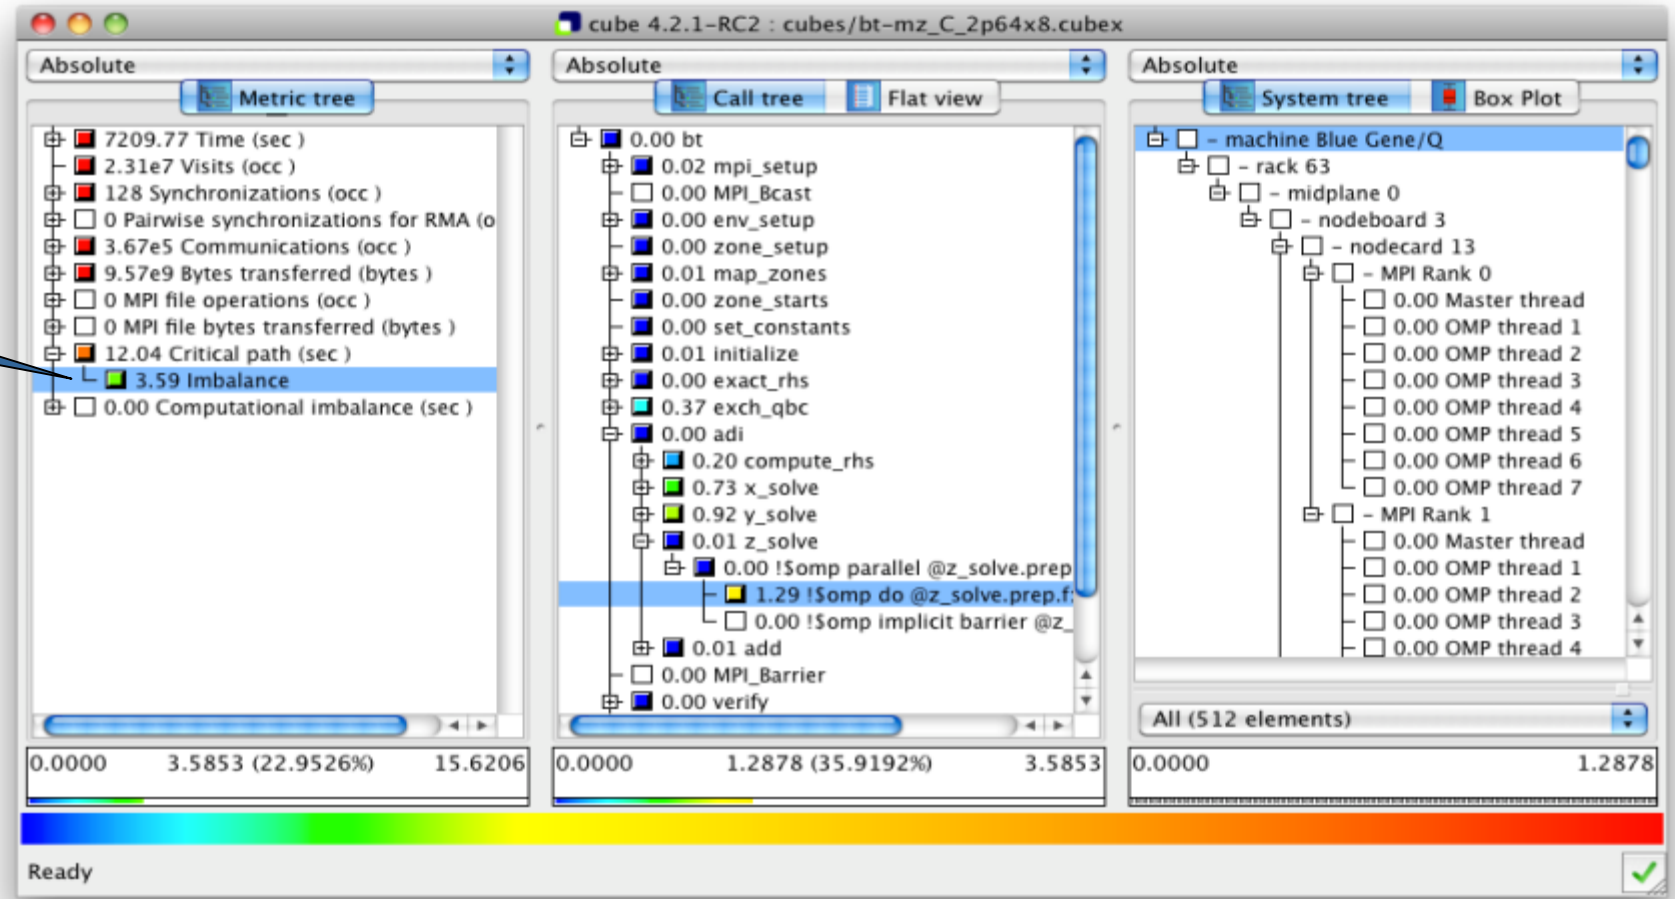 cube 4.2.1-RC2 : cubes/bt-mz_C_2p64x8.cubex
Absolute
Metric tree
7209.77 Time (sec )
2.31e7 Visits (occ )
128 Synchronizations (occ )
0 Pairwise synchronizations for RMA (o
3.67e5 Communications (occ )
9.57e9 Bytes transferred (bytes )
0 MPI file operations (occ )
0 MPI file bytes transferred (bytes )
12.04 Critical path (sec )
3.59 Imbalance
0.00 Computational imbalance (sec )
0.0000 3.5853 (22.9526%) 15.6206
Absolute
Call tree Flat view
0.00 bt
0.02 mpi_setup
0.00 MPI_Bcast
0.00 env_setup
0.00 zone_setup
0.01 map_zones
0.00 zone_starts
0.00 set_constants
0.01 initialize
0.00 exact_rhs
0.37 exch_qbc
0.00 adi
0.20 compute_rhs
0.73 x_solve
0.92 y_solve
0.01 z_solve
0.00 !$omp parallel @z_solve.prep
1.29 !$omp do @z_solve.prep.f:
0.00 !$omp implicit barrier @z_
0.01 add
0.00 MPI_Barrier
0.00 verify
0.0000 1.2878 (35.9192%) 3.5853
Absolute
System tree Box Plot
- machine Blue Gene/Q
- rack 63
- midplane 0
- nodeboard 3
- nodecard 13
- MPI Rank 0
0.00 Master thread
0.00 OMP thread 1
0.00 OMP thread 2
0.00 OMP thread 3
0.00 OMP thread 4
0.00 OMP thread 5
0.00 OMP thread 6
0.00 OMP thread 7
- MPI Rank 1
0.00 Master thread
0.00 OMP thread 1
0.00 OMP thread 2
0.00 OMP thread 3
0.00 OMP thread 4
All (512 elements)
0.0000 1.2878
Ready